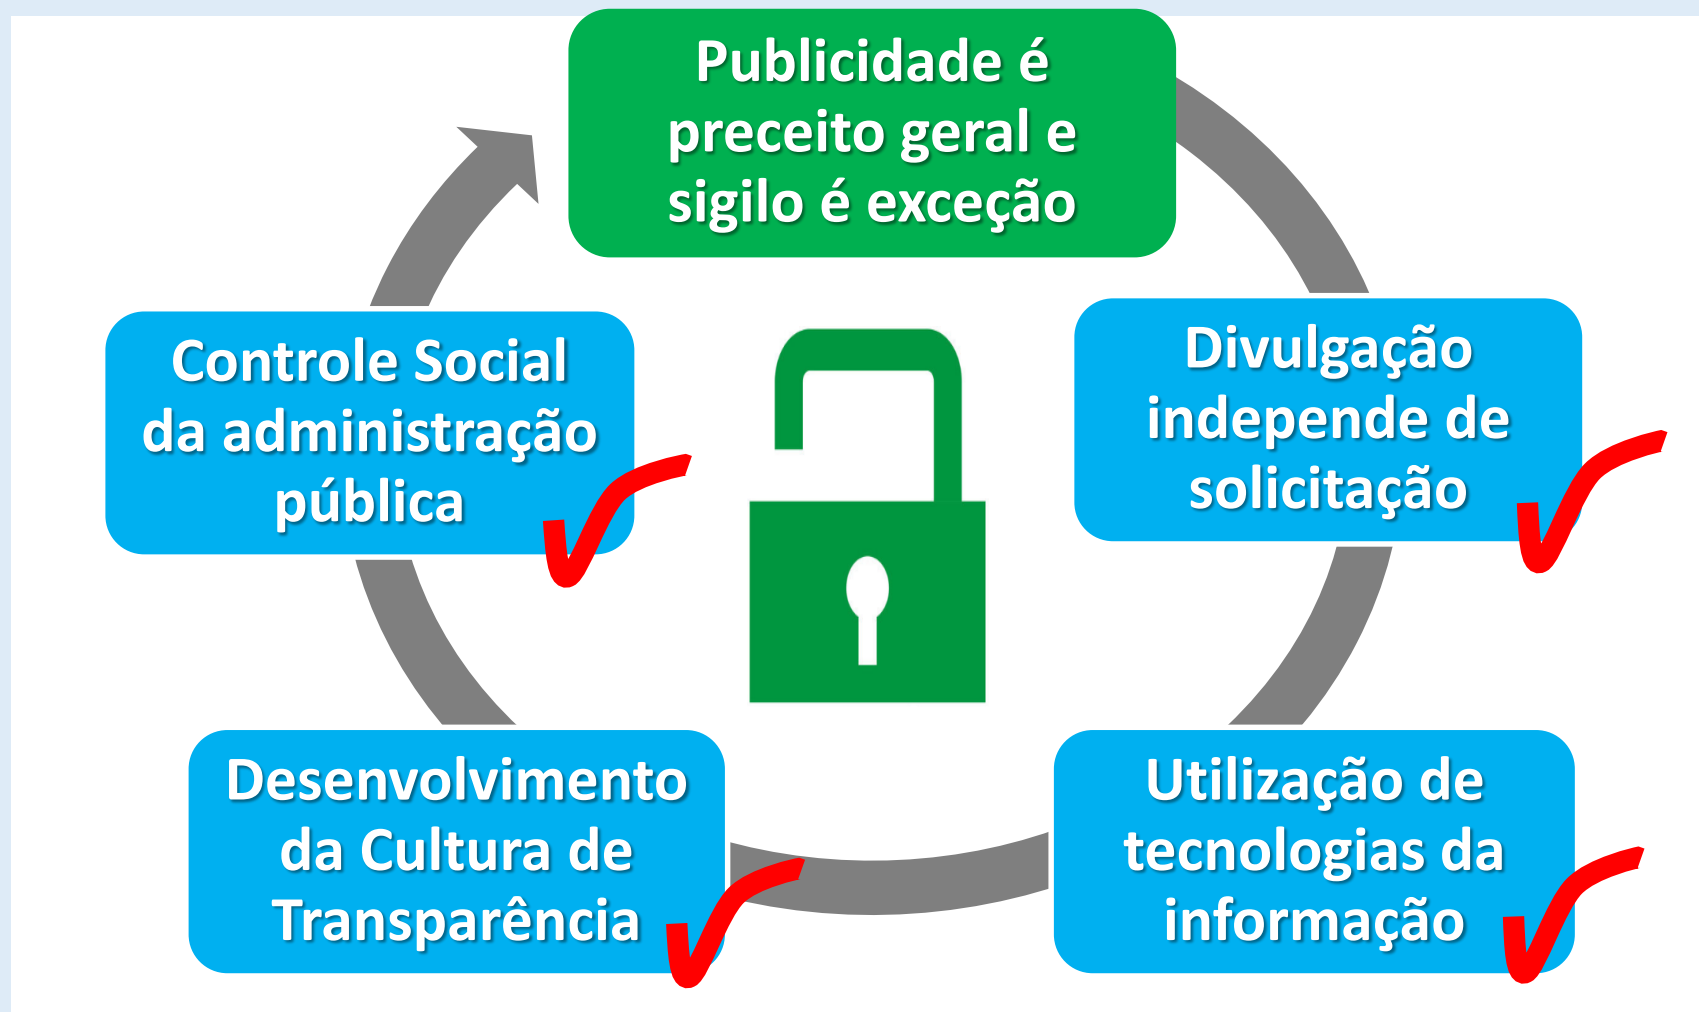 Publicidade é
preceito geral e
sigilo é exceção
Divulgação
independe de
solicitação
Utilização de
tecnologias da
informação
Desenvolvimento
da Cultura de
Transparência
Controle Social
da administração
pública